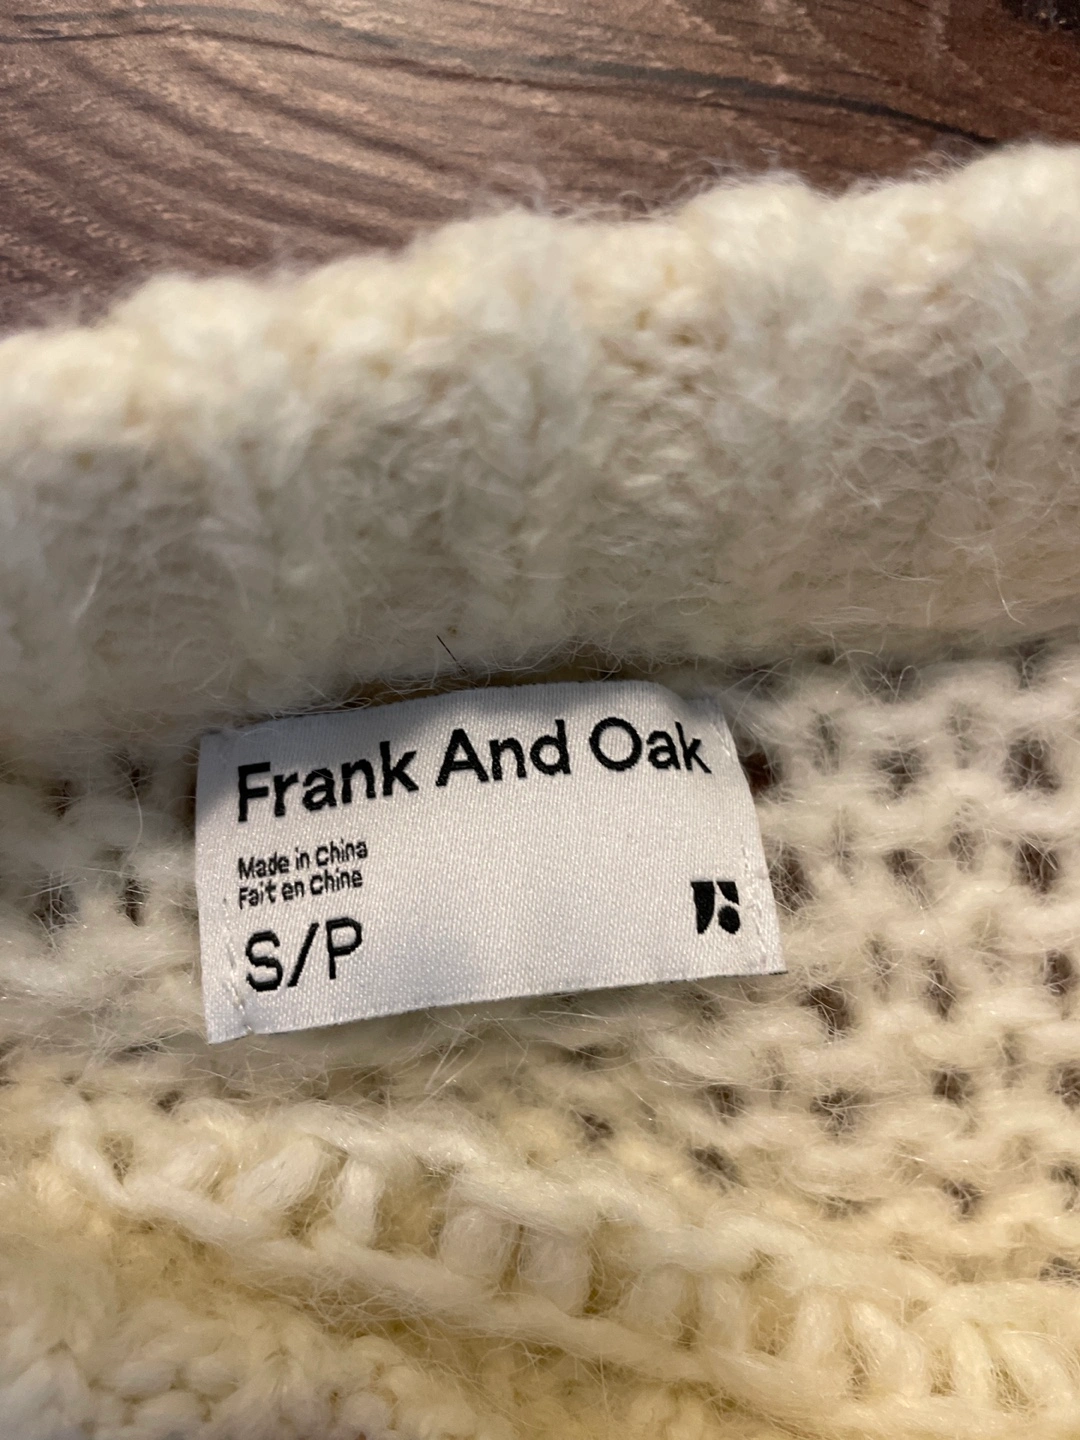 Frank And Oak
Made in China
Fait en Chine
S/P